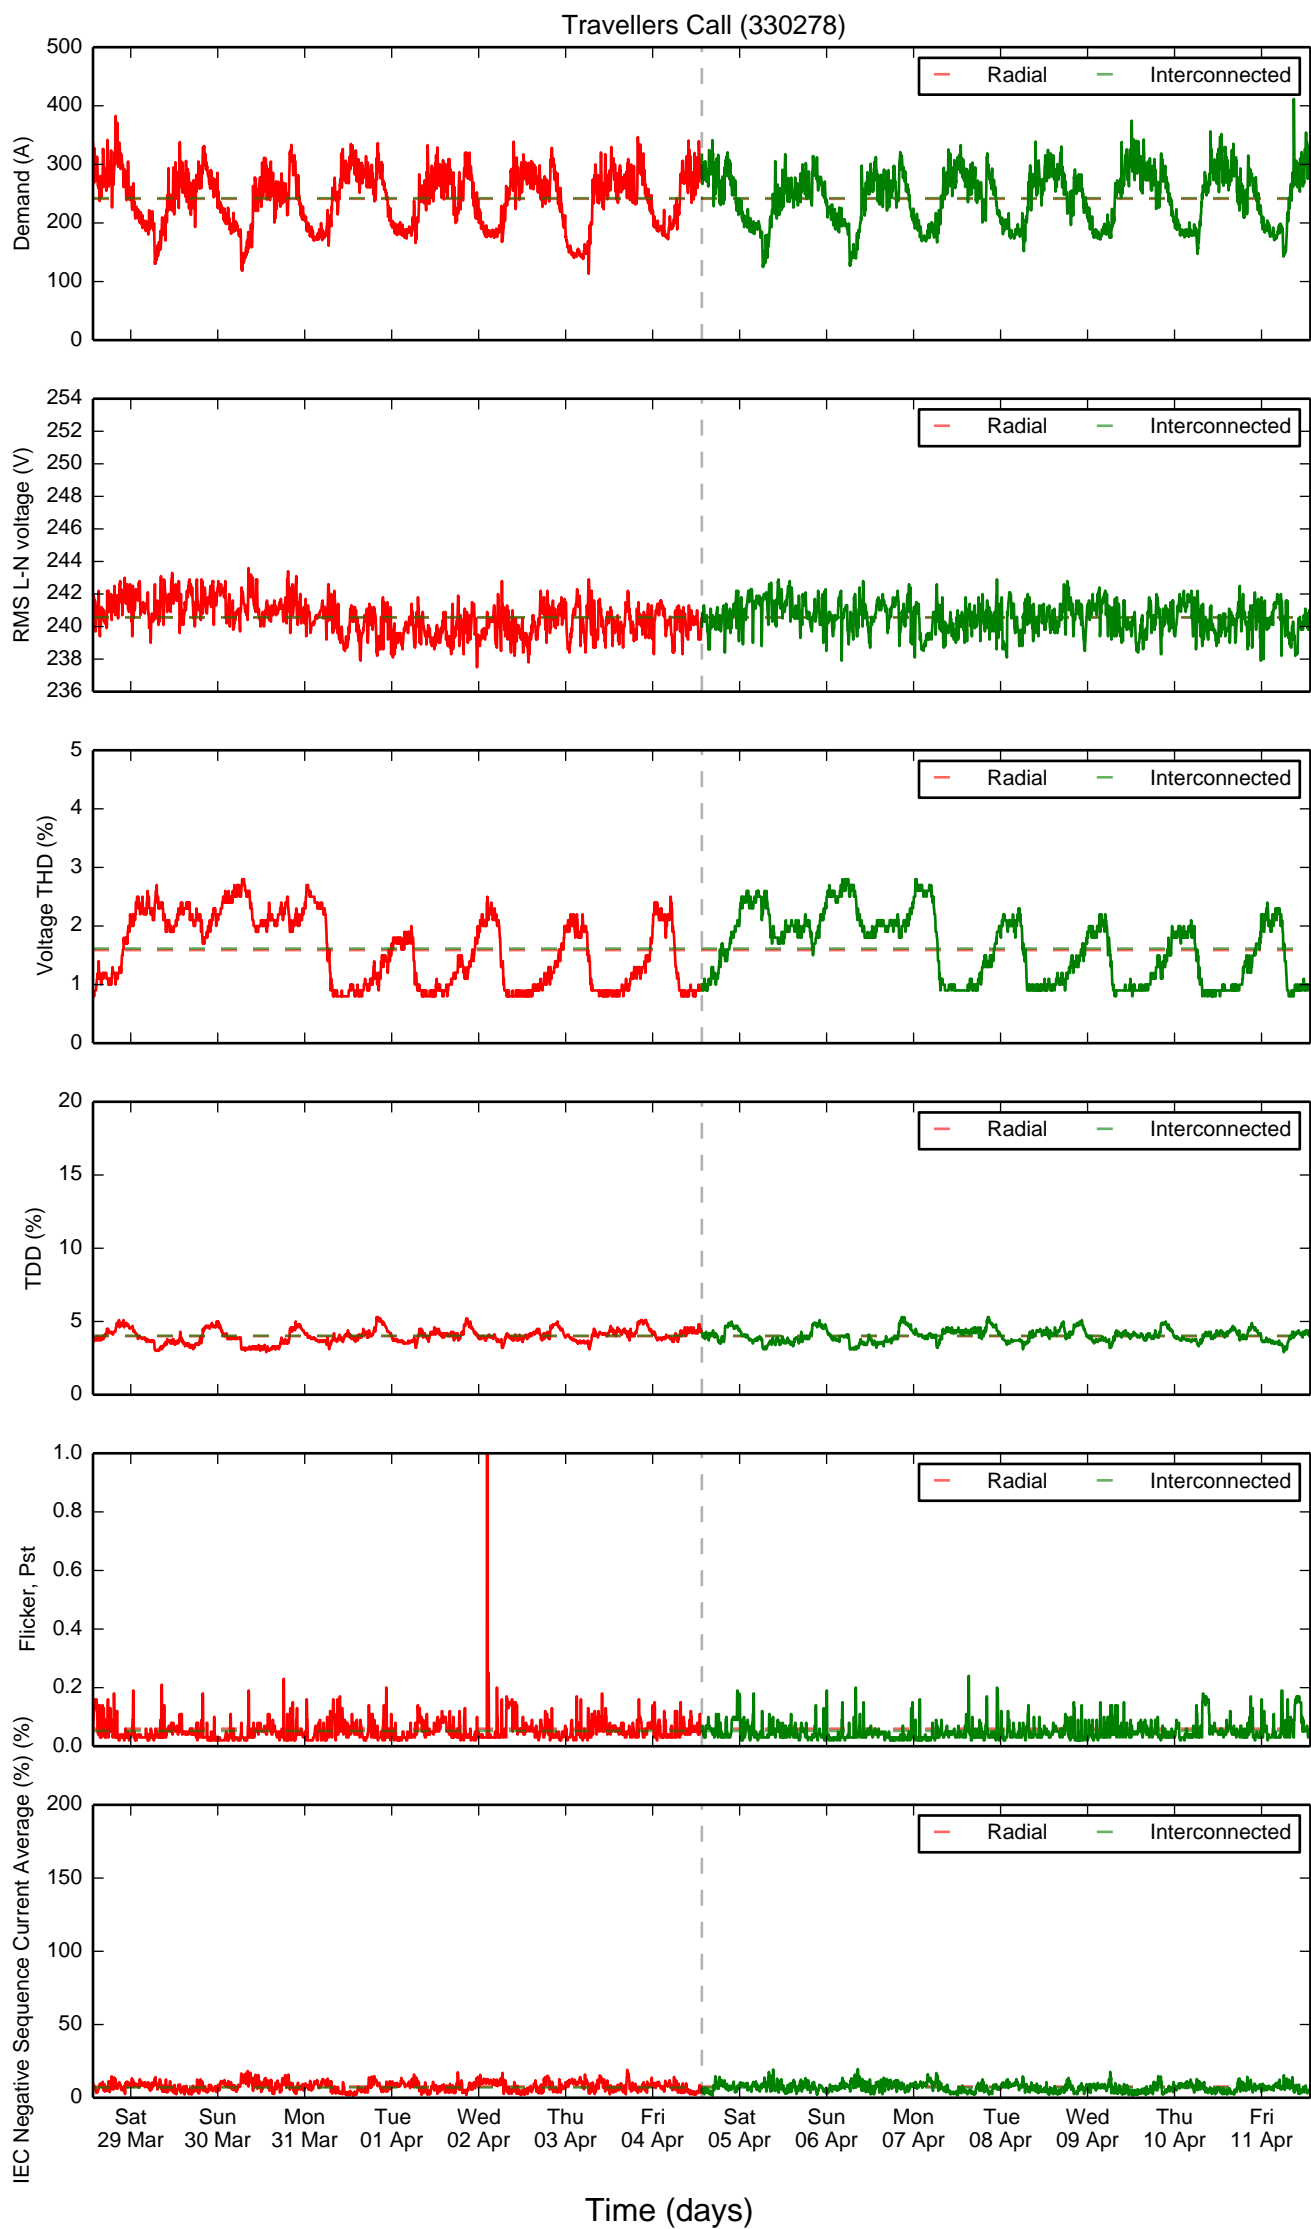 Travellers Call (330278)
500
400
300
200
100
0
Demand (A)
Radial Interconnected
254
252
250
248
246
244
242
240
238
236
RMS L-N voltage (V)
Radial Interconnected
5
4
3
2
1
0
Voltage THD (%)
Radial Interconnected
20
15
10
5
0
TDD (%)
Radial Interconnected
1.0
0.8
0.6
0.4
0.2
0.0
Flicker, Pst
Radial Interconnected
200
150
100
50
0
IEC Negative Sequence Current Average (%) (%)
Radial Interconnected
Sat Sun Mon Tue Wed Thu Fri Sat Sun Mon Tue Wed Thu Fri
29 Mar 30 Mar 31 Mar 01 Apr 02 Apr 03 Apr 04 Apr 05 Apr 06 Apr 07 Apr 08 Apr 09 Apr 10 Apr 11 Apr
Time (days)